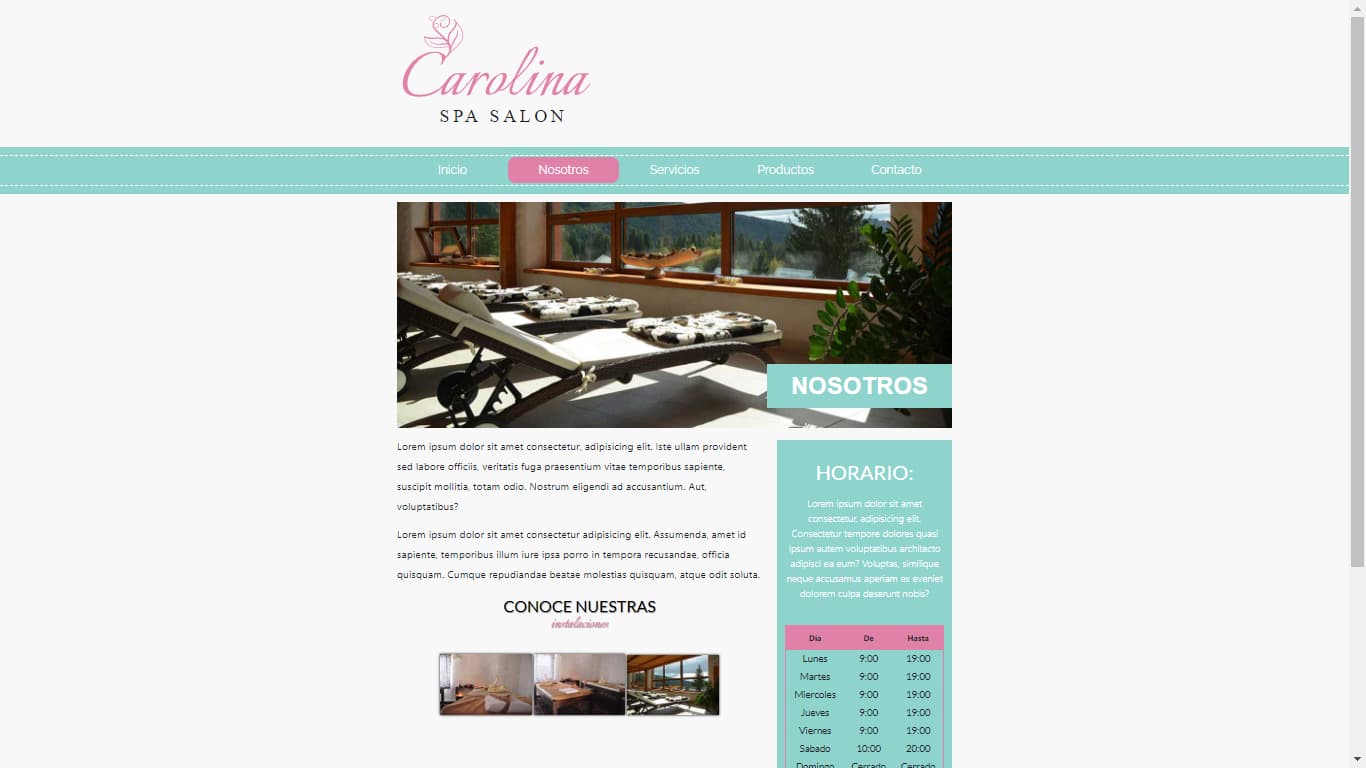 Carolina
SPA SALON
Inicio Nosotros Servicios Productos Contacto
NOSOTROS
Lorem ipsum dolor sit amet consectetur, adipisicing elit. Iste ullam provident
sed labore officiis, veritatis fuga praesentium vitae temporibus sapiente,
suscipit mollitia, totam odio. Nostrum eligendi ad accusantium. Aut,
voluptatibus?
Lorem ipsum dolor sit amet consectetur adipisicing elit. Assumenda, amet id
sapiente, temporibus illum iure ipsa porro in tempora recusandae, officia
quisquam. Cumque repudiandae beatae molestias quisquam, atque odit soluta.
CONOCE NUESTRAS
instalaciones
HORARIO:
Lorem ipsum dolor sit amet
consectetur, adipisicing elit.
Consectetur tempore dolores quasi
ipsum autem voluptatibus architecto
adipisci ea eum? Voluptas, similique
neque accusamus aperiam ex eveniet
dolorem culpa deserunt nobis?
Día De Hasta
Lunes 9:00 19:00
Martes 9:00 19:00
Miercoles 9:00 19:00
Jueves 9:00 19:00
Viernes 9:00 19:00
Sabado 10:00 20:00
Domingo Cerrado Cerrado